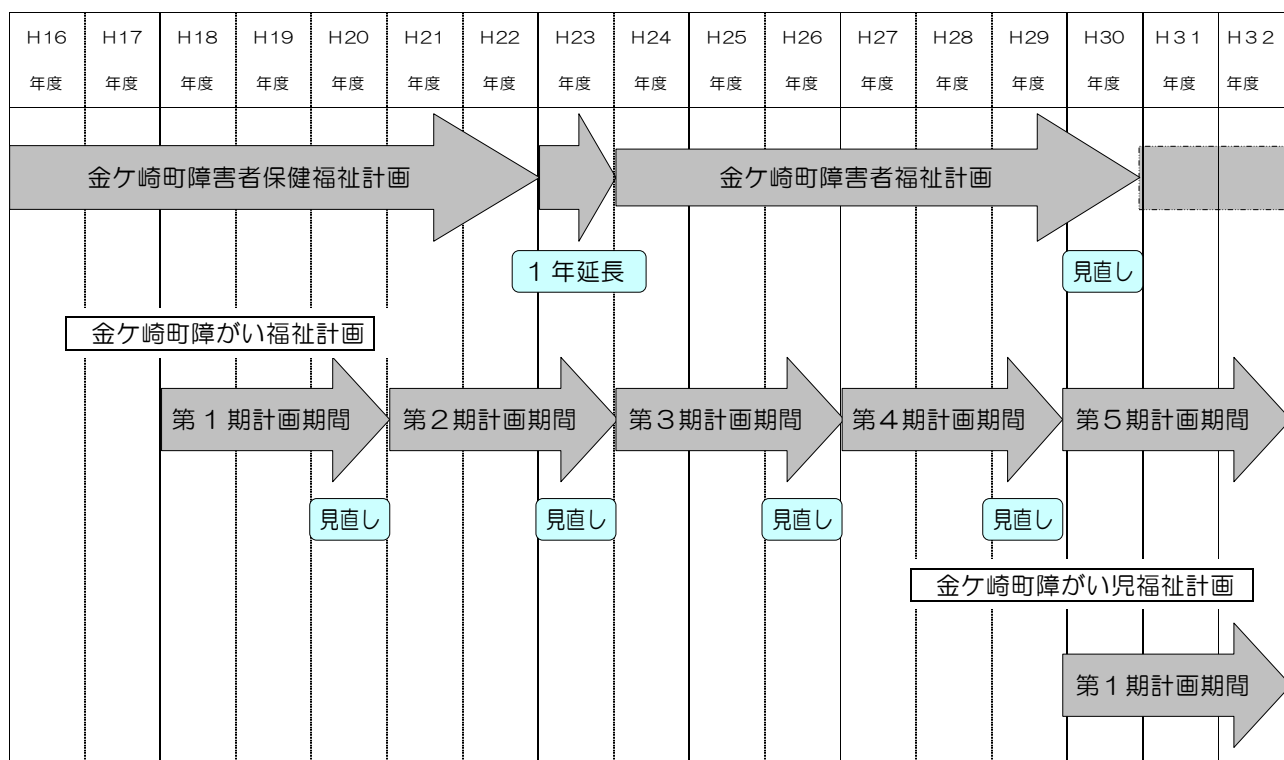 Ｈ16 Ｈ17 Ｈ18 Ｈ19 Ｈ20 Ｈ21 Ｈ22 Ｈ23 Ｈ24 Ｈ25 Ｈ26 Ｈ27 Ｈ28 Ｈ29 Ｈ30 Ｈ３１ Ｈ３２
年度 年度 年度 年度 年度 年度 年度 年度 年度 年度 年度 年度 年度 年度 年度 年度 年度
金ケ崎町障害者保健福祉計画 金ケ崎町障害者福祉計画
１年延長 見直し
金ケ崎町障がい福祉計画
第１期計画期間 第２期計画期間 第３期計画期間 第４期計画期間 第５期計画期間
見直し 見直し 見直し 見直し
金ケ崎町障がい児福祉計画
第１期計画期間